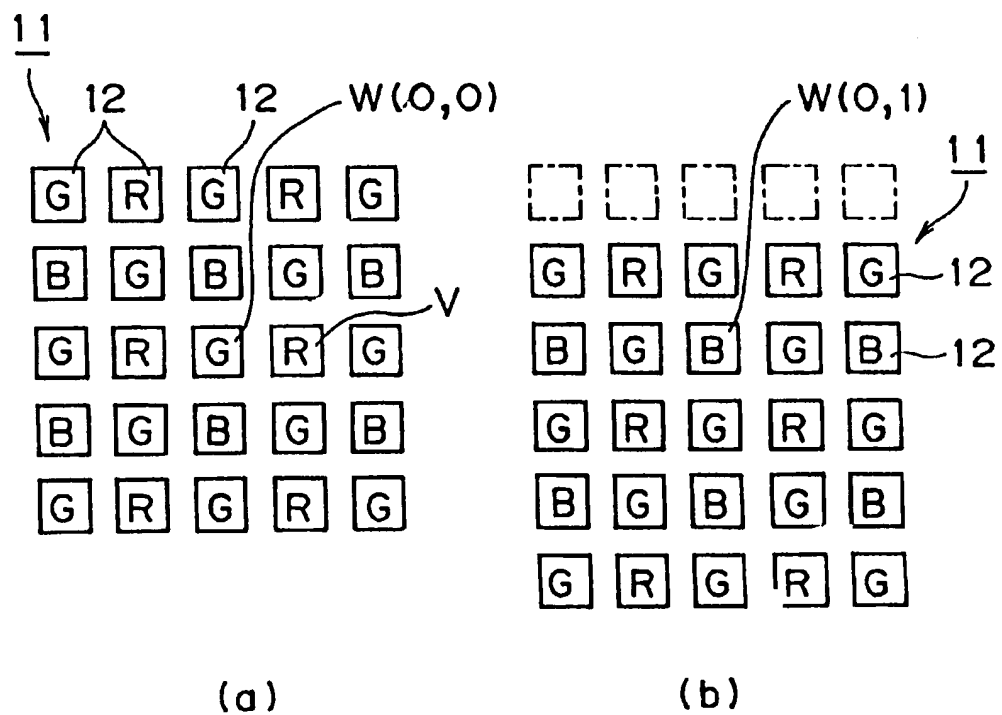 11
12 12 W(0,0)
G R G R G
B G B G B
V
G R G R G
B G B G B
G R G R G
(a)
W(0,1)
11
G R G R G 12
B G B G B 12
G R G R G
B G B G B
G R G R G
(b)